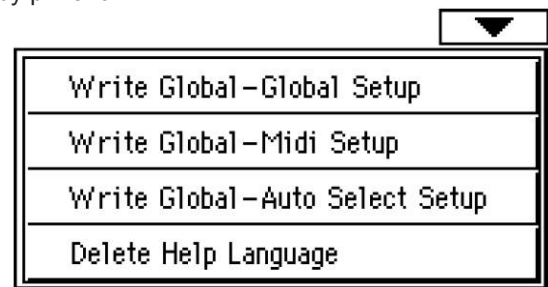 Write Global-Global Setup
Write Global-Midi Setup
Write Global-Auto Select Setup
Delete Help Language